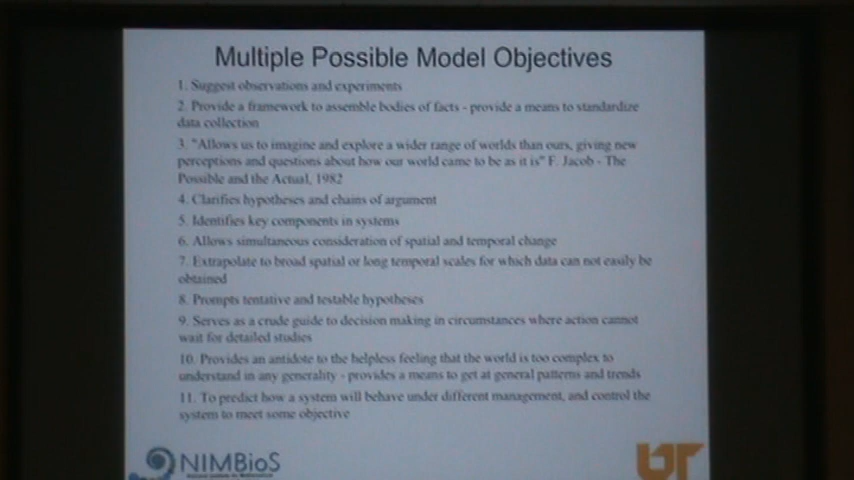 Multiple Possible Model Objectives
1. Suggest observations and experiments
2. Provide a framework to assemble bodies of facts - provide a means to standardize
data collection
3. "Allows us to imagine and explore a wider range of worlds than ours, giving new
perceptions and questions about how our world came to be as it is" F. Jacob - The
Possible and the Actual, 1982
4. Clarifies hypotheses and chains of argument
5. Identifies key components in systems
6. Allows simultaneous consideration of spatial and temporal change
7. Extrapolate to broad spatial or long temporal scales for which data can not easily be
obtained
8. Prompts tentative and testable hypotheses
9. Serves as a crude guide to decision making in circumstances where action cannot
wait for detailed studies
10. Provides an antidote to the helpless feeling that the world is too complex to
understand in any generality - provides a means to get at general patterns and trends
11. To predict how a system will behave under different management, and control the
system to meet some objective
NIMBioS
UT